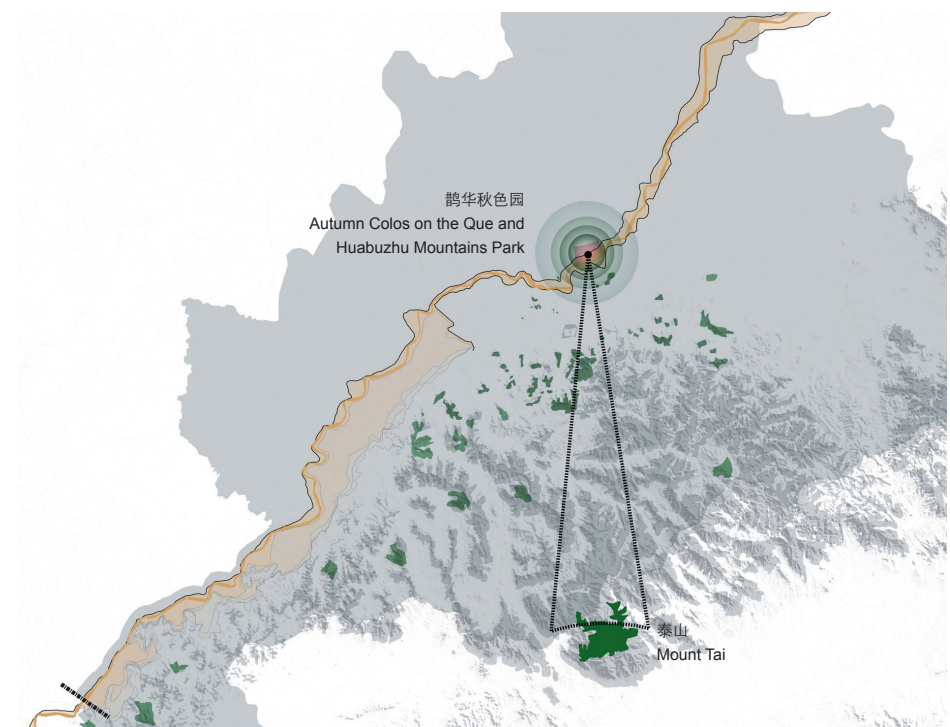 鹊华秋色园
Autumn Colos on the Que and
Huabuzhu Mountains Park
泰山
Mount Tai